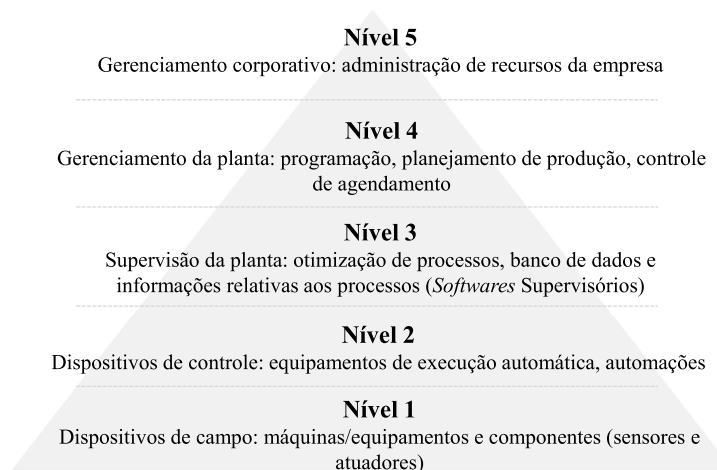 Nível 5
Gerenciamento corporativo: administração de recursos da empresa
Nível 4
Gerenciamento da planta: programação, planejamento de produção, controle
de agendamento
Nível 3
Supervisão da planta: otimização de processos, banco de dados e
informações relativas aos processos (Softwares Supervisórios)
Nível 2
Dispositivos de controle: equipamentos de execução automática, automações
Nível 1
Dispositivos de campo: máquinas/equipamentos e componentes (sensores e
atuadores)